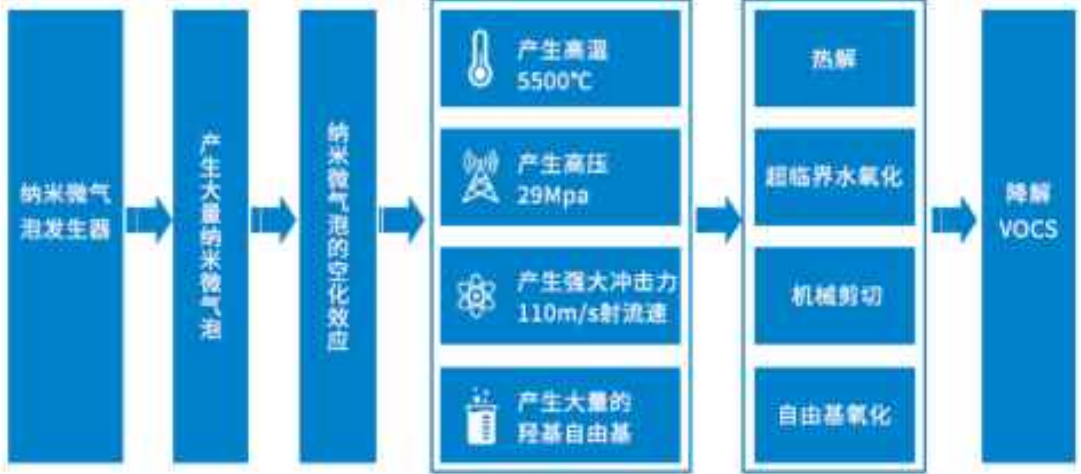 纳米微气
泡发生器
产生大量纳米微气泡
纳米微气泡的空化效应
产生高温
5500℃
产生高压
29Mpa
产生强大冲击力
110m/s射流速
产生大量的
羟基自由基
热解
超临界水氧化
机械剪切
自由基氧化
降解
VOCS